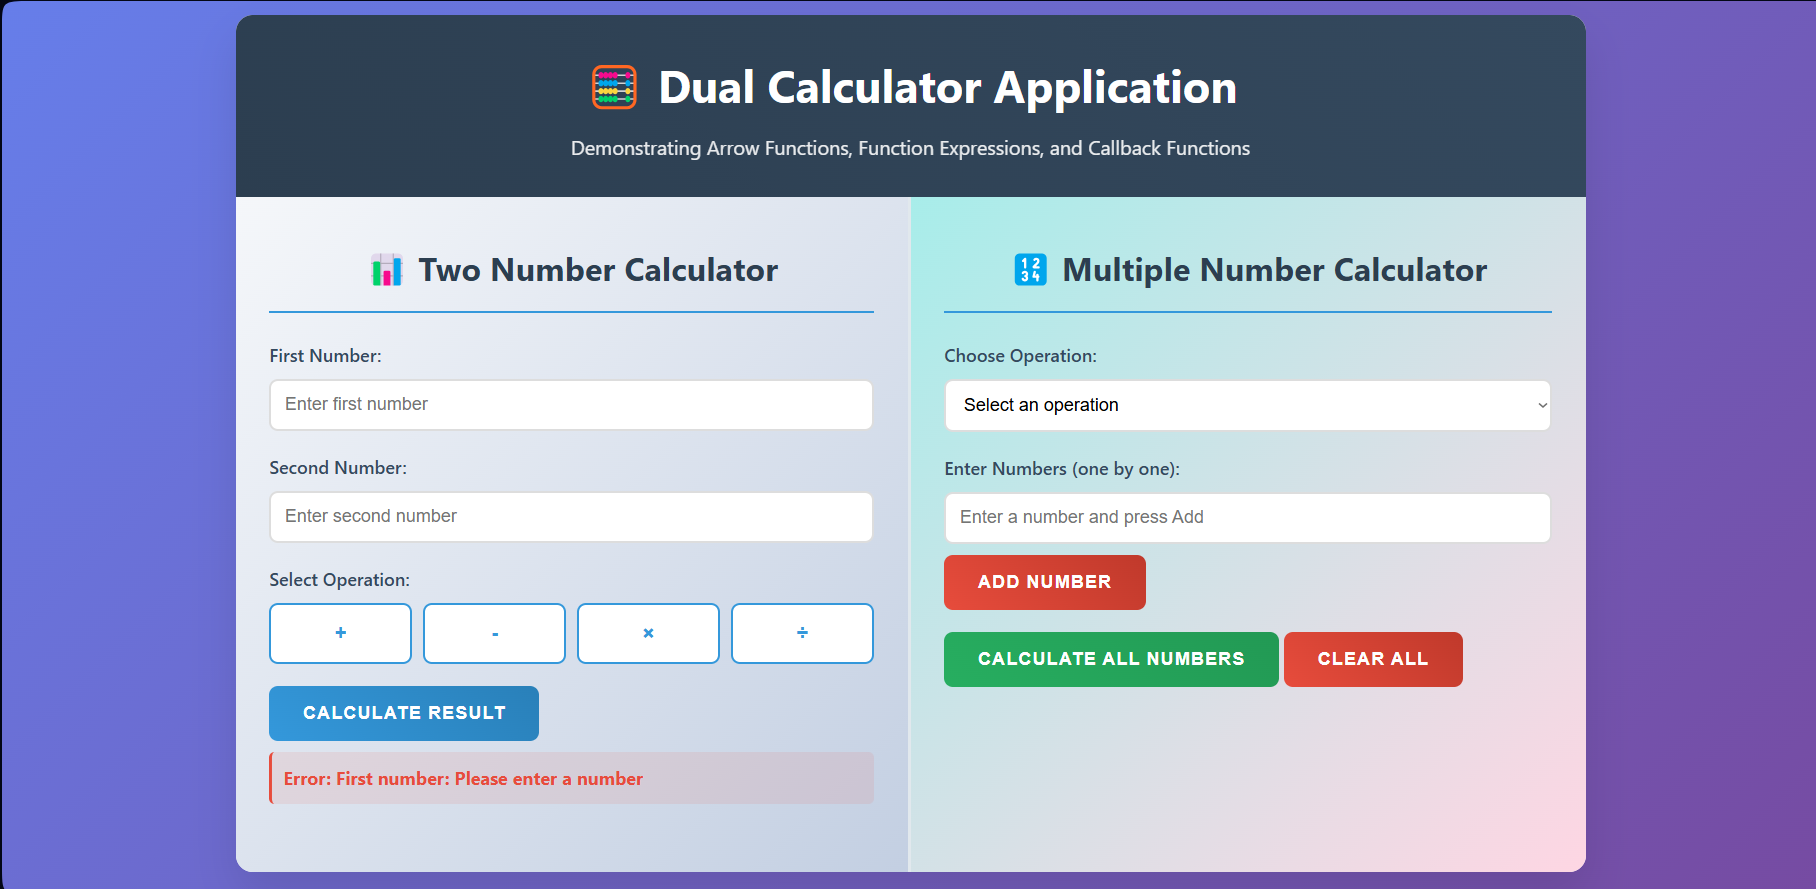 🧮 Dual Calculator Application
Demonstrating Arrow Functions, Function Expressions, and Callback Functions
📊 Two Number Calculator
First Number:
Enter first number
Second Number:
Enter second number
Select Operation:
+ - × ÷
CALCULATE RESULT
Error: First number: Please enter a number
🔢 Multiple Number Calculator
Choose Operation:
Select an operation
Enter Numbers (one by one):
Enter a number and press Add
ADD NUMBER
CALCULATE ALL NUMBERS CLEAR ALL